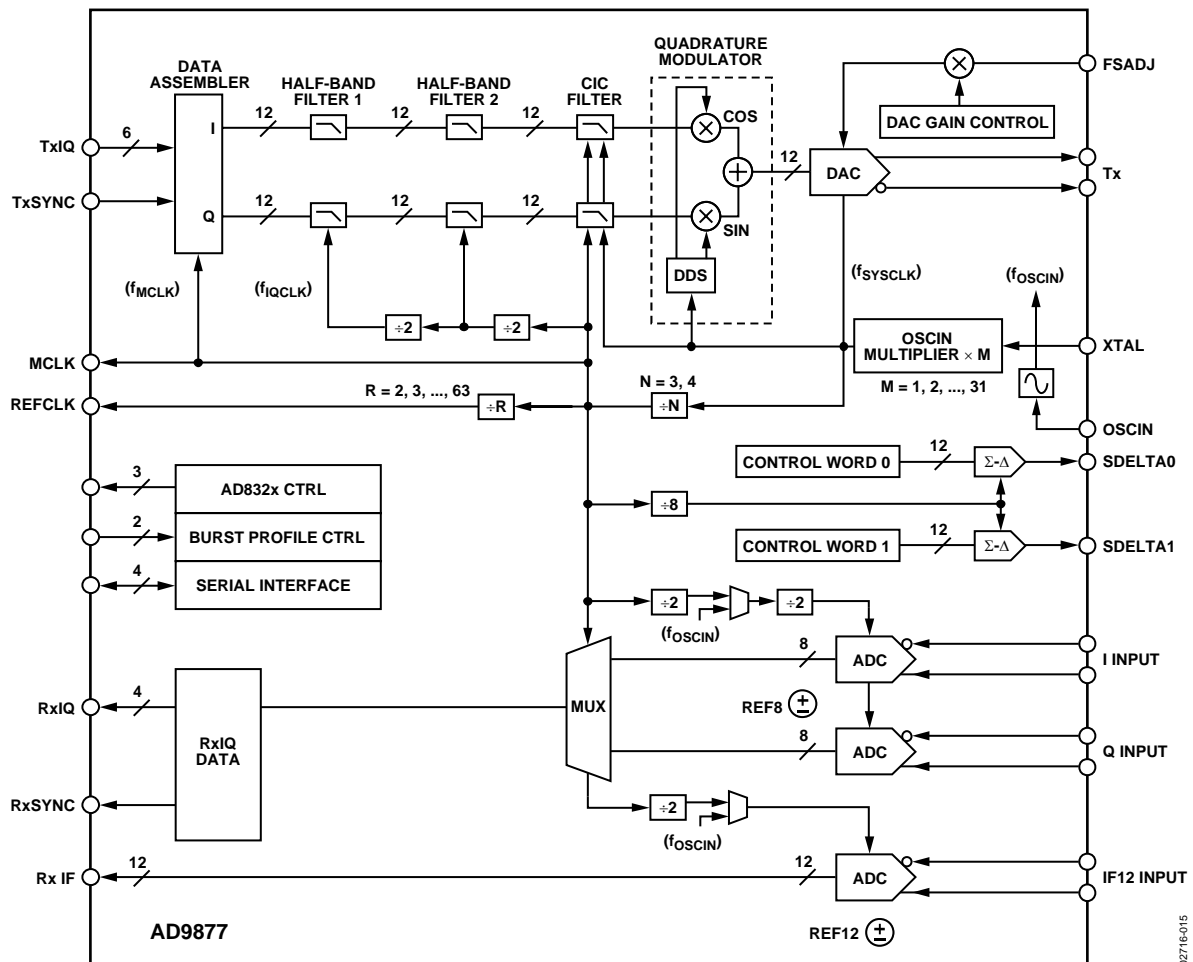 QUADRATURE
MODULATOR
DATA
ASSEMBLER
HALF-BAND
FILTER 1
HALF-BAND
FILTER 2
CIC
FILTER
FSADJ
DAC GAIN CONTROL
TxIQ
6
I
12
12
12
COS
12
DAC
Tx
TxSYNC
Q
12
12
12
SIN
DDS
(fMCLK)
(fIQCLK)
(fSYSCLK)
(fOSCIN)
÷2
÷2
OSCIN
MULTIPLIER × M
XTAL
MCLK
M = 1, 2, ..., 31
REFCLK
R = 2, 3, ..., 63
÷R
N = 3, 4
÷N
OSCIN
CONTROL WORD 0
12
Σ-Δ
SDELTA0
3
AD832x CTRL
÷8
2
BURST PROFILE CTRL
CONTROL WORD 1
12
Σ-Δ
SDELTA1
4
SERIAL INTERFACE
÷2
÷2
(fOSCIN)
8
ADC
I INPUT
MUX
REF8
RxIQ
4
RxIQ
DATA
8
ADC
Q INPUT
RxSYNC
÷2
(fOSCIN)
Rx IF
12
12
ADC
IF12 INPUT
AD9877
REF12
02716-015